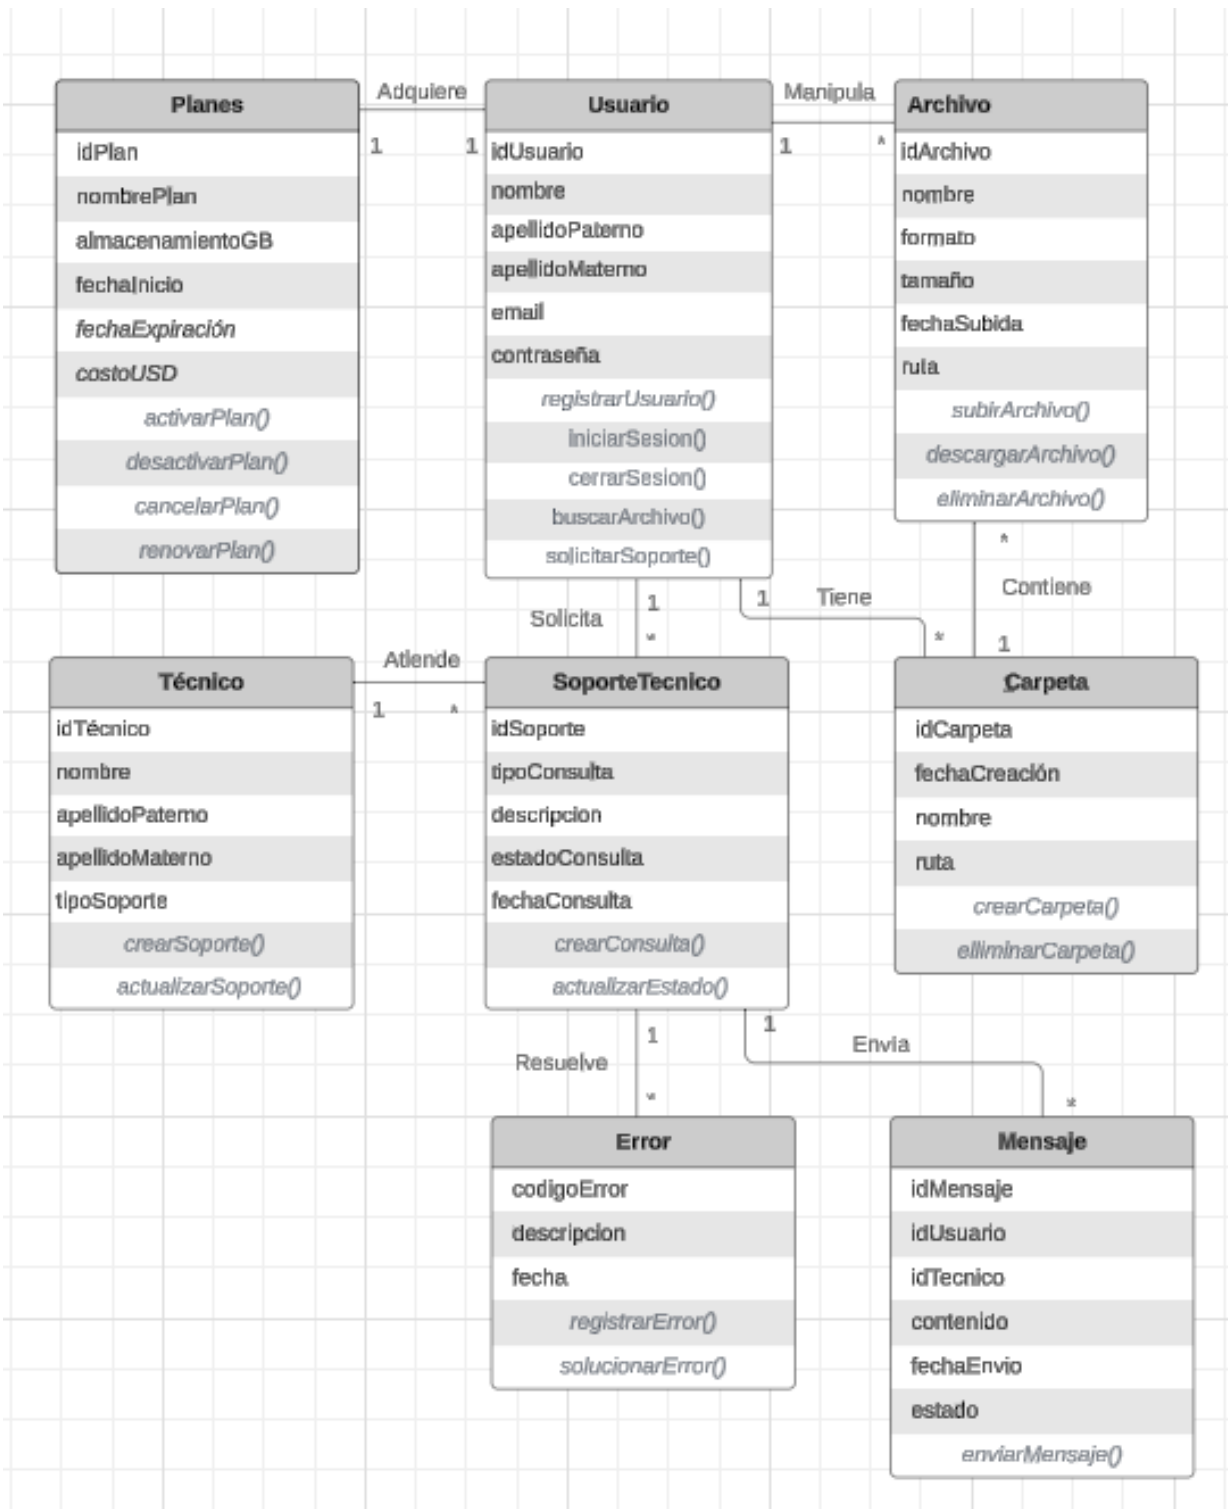 Planes
idPlan
nombrePlan
almacenamientoGB
fechaInicio
fechaExpiración
costoUSD
activarPlan()
desactivarPlan()
cancelarPlan()
renovarPlan()
Adquiere
1 1
Usuario
idUsuario
nombre
apellidoPaterno
apellidoMaterno
email
contraseña
registrarUsuario()
iniciarSesion()
cerrarSesion()
buscarArchivo()
solicitarSoporte()
Manipula
1 *
Archivo
idArchivo
nombre
formato
tamaño
fechaSubida
ruta
subirArchivo()
descargarArchivo()
eliminarArchivo()
Solicita
1
*
1 Tiene *
*
Contiene
1
Técnico
idTécnico
nombre
apellidoPaterno
apellidoMaterno
tipoSoporte
crearSoporte()
actualizarSoporte()
Atiende
1 *
SoporteTecnico
idSoporte
tipoConsulta
descripcion
estadoConsulta
fechaConsulta
crearConsulta()
actualizarEstado()
Carpeta
idCarpeta
fechaCreación
nombre
ruta
crearCarpeta()
elliminarCarpeta()
Resuelve
1
*
1
Envia
*
Error
codigoError
descripcion
fecha
registrarError()
solucionarError()
Mensaje
idMensaje
idUsuario
idTecnico
contenido
fechaEnvio
estado
enviarMensaje()